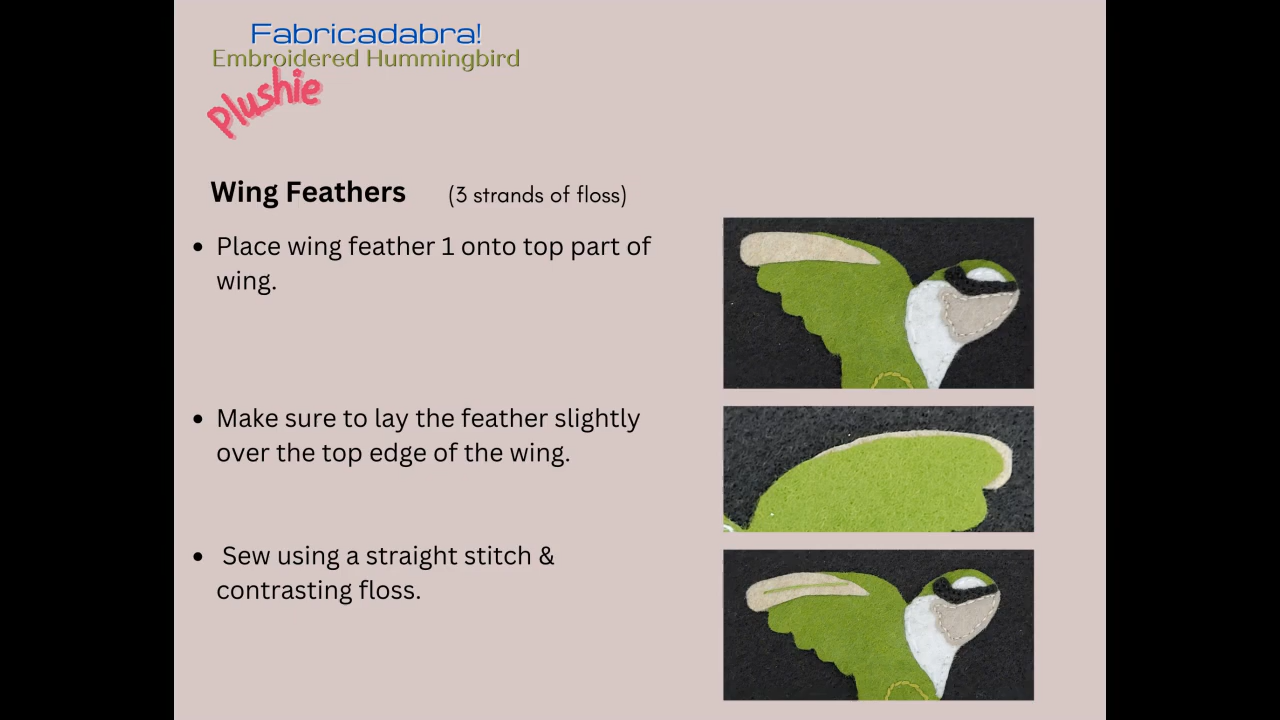 Fabricadabra!
Embroidered Hummingbird
plushie
Wing Feathers (3 strands of floss)
• Place wing feather 1 onto top part of
wing.
• Make sure to lay the feather slightly
over the top edge of the wing.
• Sew using a straight stitch &
contrasting floss.